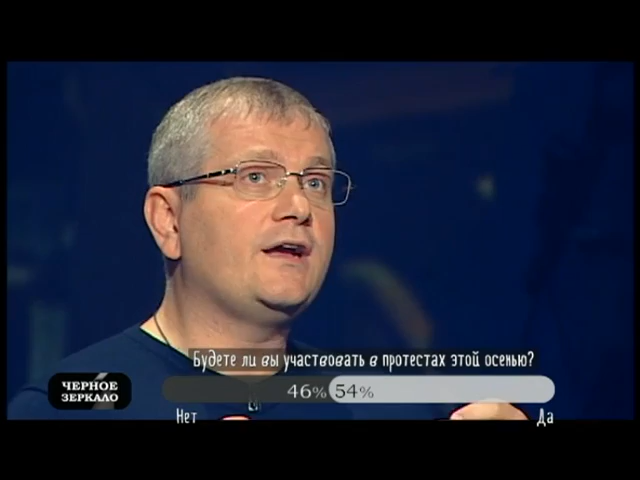 Будете ли вы участвовать в протестах этой осенью?
ЧЕРНОЕ
ЗЕРКАЛО
46% 54%
Нет Да